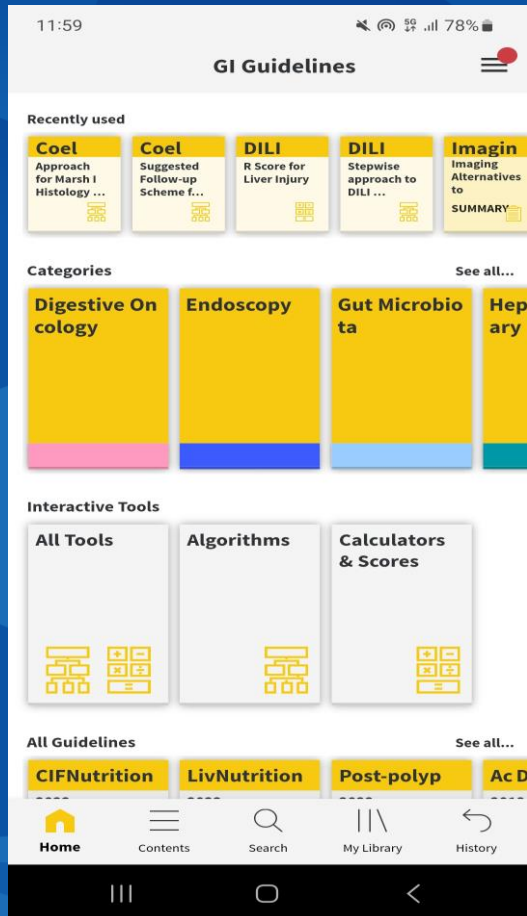 11:59
5G
78%
GI Guidelines
Recently used
Coel
Approach
for Marsh I
Histology ...
Coel
Suggested
Follow-up
Scheme f...
DILI
R Score for
Liver Injury
DILI
Stepwise
approach to
DILI ...
Imagin
Imaging
Alternatives
to
SUMMARY
Categories
See all...
Digestive On
cology
Endoscopy
Gut Microbio
ta
Hep
ary
Interactive Tools
All Tools
Algorithms
Calculators
& Scores
All Guidelines
See all...
CIFNutrition
LivNutrition
Post-polyp
Ac D
Home
Contents
Search
My Library
History